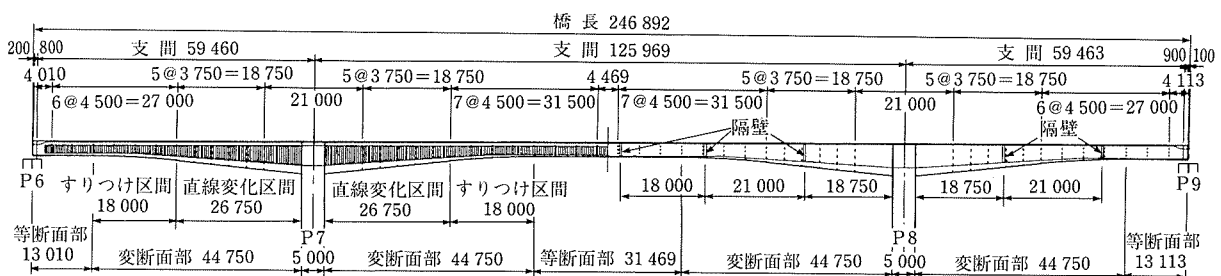 橋 長 246 892
200 800 支 間 59 460 支 間 125 969 支 間 59 463 900 100
4 010 5@3 750=18 750 5@3 750=18 750 4 469 5@3 750=18 750 5@3 750=18 750 4 113
6@4 500=27 000 21 000 7@4 500=31 500 7@4 500=31 500 21 000 6@4 500=27 000
隔壁 隔壁
P6 すりつけ区間 直線変化区間 直線変化区間 すりつけ区間 18 000 21 000 18 750 18 750 21 000 P9
18 000 26 750 26 750 18 000
等断面部 P7 P8 等断面部
13 010 変断面部 44 750 5 000 変断面部 44 750 等断面部 31 469 変断面部 44 750 5 000 変断面部 44 750 13 113